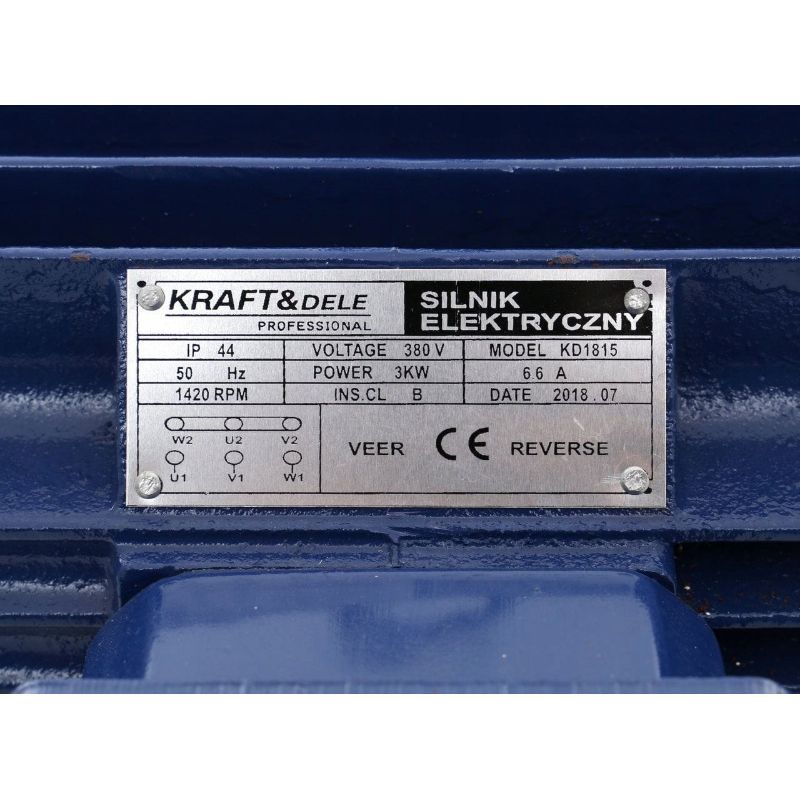 KRAFT&DELE
PROFESSIONAL
SILNIK
ELEKTRYCZNY
IP 44 VOLTAGE 380 V MODEL KD1815
50 Hz POWER 3KW 6.6 A
1420 RPM INS.CL B DATE 2018.07
W2 U2 V2
U1 V1 W1
VEER CE REVERSE